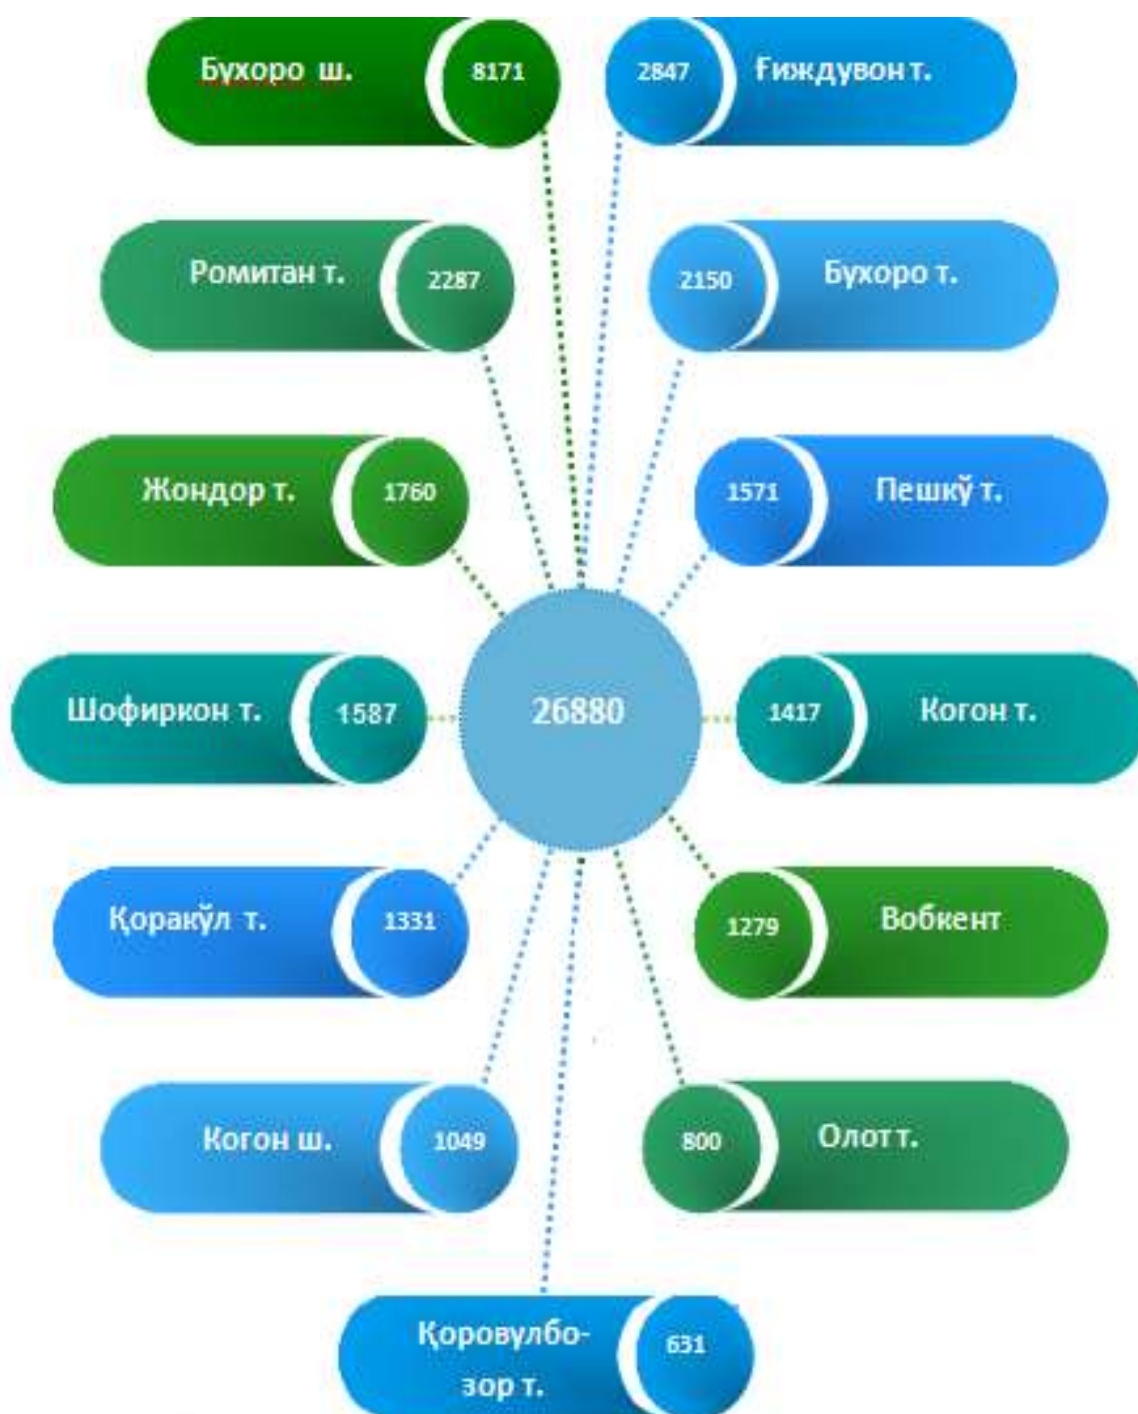 Бухоро ш.
8171
2847
Ғиждувон т.
Ромитан т.
2287
2150
Бухоро т.
Жондор т.
1760
1571
Пешкў т.
Шофиркон т.
1587
26880
1417
Когон т.
Қоракўл т.
1331
1279
Вобкент
Когон ш.
1049
800
Олот т.
Қоровулбо-
зор т.
631